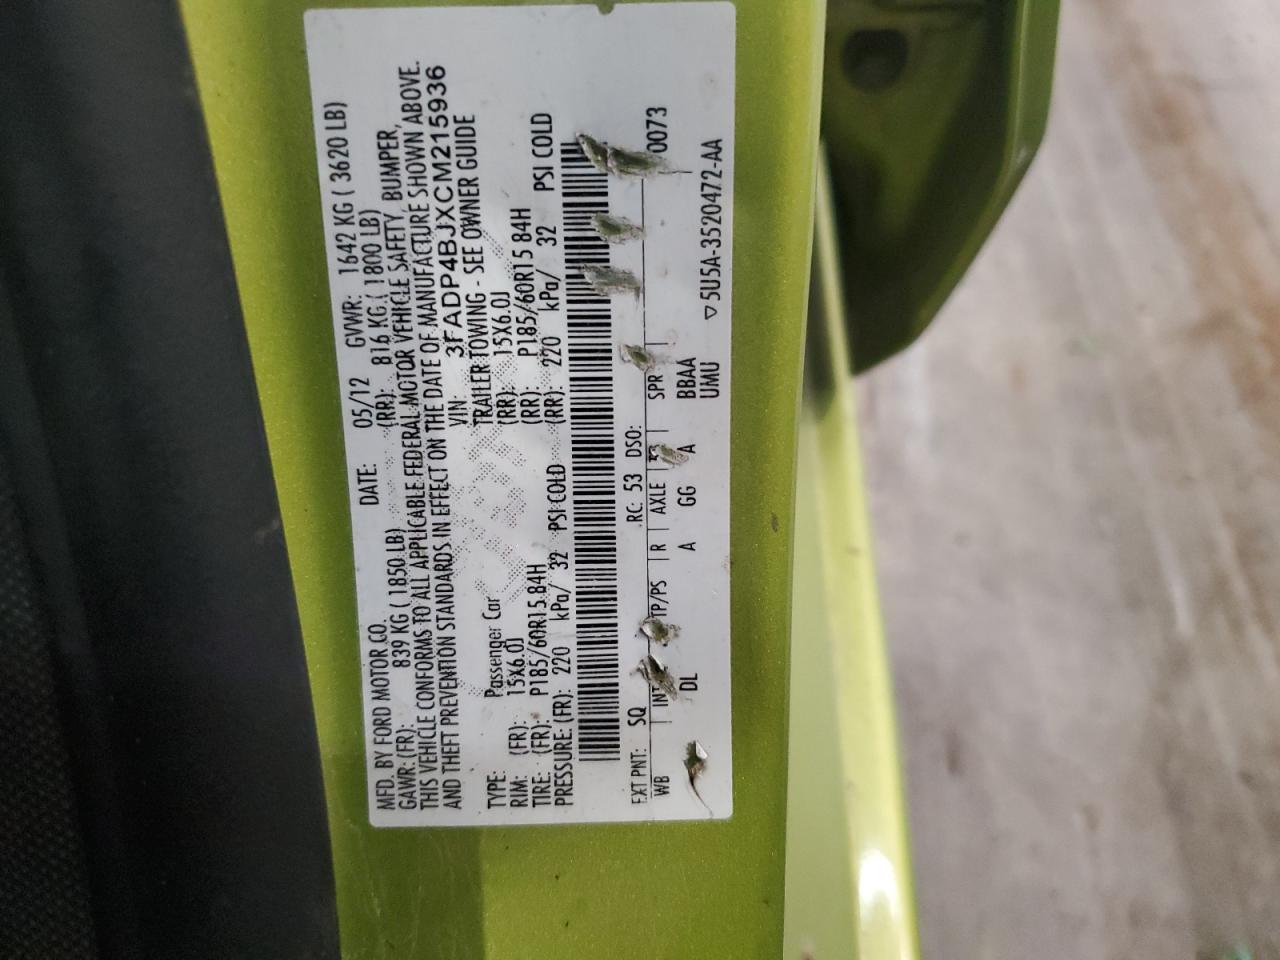 MFD. BY FORD MOTOR CO. DATE: 05/12 GVWR: 1642 KG ( 3620 LB)
GAWR: (FR): 839 KG ( 1850 LB) (RR): 816 KG ( 1800 LB)
THIS VEHICLE CONFORMS TO ALL APPLICABLE FEDERAL MOTOR VEHICLE SAFETY, BUMPER,
AND THEFT PREVENTION STANDARDS IN EFFECT ON THE DATE OF MANUFACTURE SHOWN ABOVE.
VIN: 3FADP4BJXCM215936
TYPE: Passenger Car TRAILER TOWING - SEE OWNER GUIDE
RIM: (FR): 15X6.0J (RR): 15X6.0J
TIRE: (FR): P185/60R15 84H (RR): P185/60R15 84H
PRESSURE: (FR): 220 kPa/ 32 PSI COLD (RR): 220 kPa/ 32 PSI COLD
EXT PNT: SQ RC: 53 DSO: 0073
WB INT TP/PS R AXLE SPR
DL A GG A BBAA
UMU
▽5U5A-3520472-AA